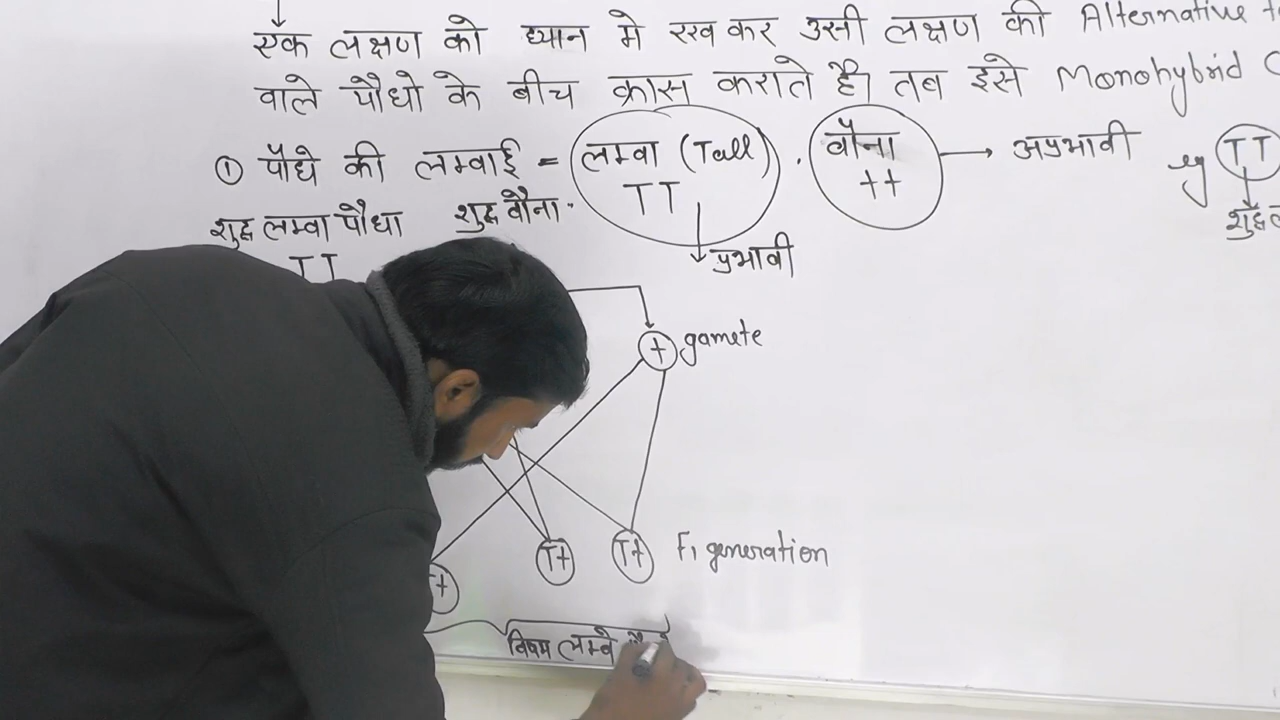 एक लक्षण को ध्यान मे रखकर उसी लक्षण की Alternative
वाले पौधो के बीच क्रास कराते है। तब इसे Monohybrid
① पौधे की लम्बाई = लम्बा (Tall) . बौना → अप्रभावी eg TT
TT tt
शुद्ध लम्बा पौधा शुद्ध बौना. प्रभावी शुद्ध
TT
t gamete
Tt Tt F₁ generation
t
विषम लम्बे